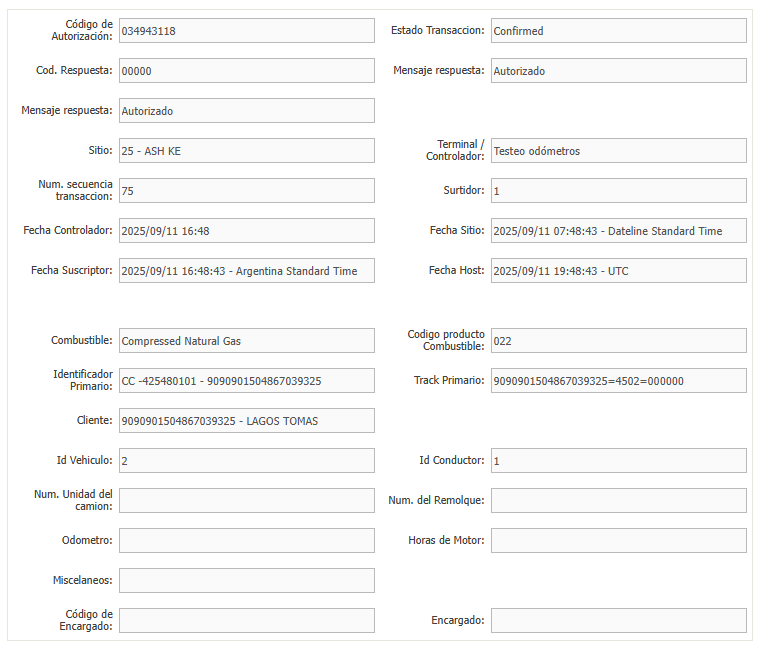 Código de Autorización: 034943118
Estado Transaccion: Confirmed
Cod. Respuesta: 00000
Mensaje respuesta: Autorizado
Mensaje respuesta: Autorizado
Sitio: 25 - ASH KE
Terminal / Controlador: Testeo odómetros
Num. secuencia transaccion: 75
Surtidor: 1
Fecha Controlador: 2025/09/11 16:48
Fecha Sitio: 2025/09/11 07:48:43 - Dateline Standard Time
Fecha Suscriptor: 2025/09/11 16:48:43 - Argentina Standard Time
Fecha Host: 2025/09/11 19:48:43 - UTC
Combustible: Compressed Natural Gas
Codigo producto Combustible: 022
Identificador Primario: CC -425480101 - 9090901504867039325
Track Primario: 9090901504867039325=4502=000000
Cliente: 9090901504867039325 - LAGOS TOMAS
Id Vehiculo: 2
Id Conductor: 1
Num. Unidad del camion:
Num. del Remolque:
Odometro:
Horas de Motor:
Miscelaneos:
Código de Encargado:
Encargado: